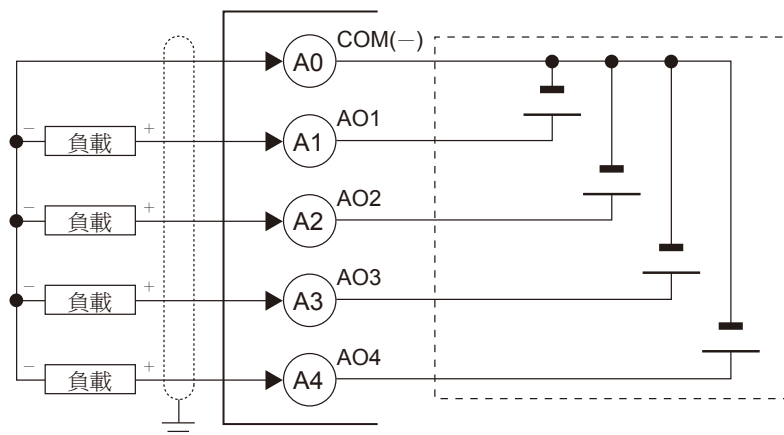 A0 COM(−)
− 負載 + A1 AO1
− 負載 + A2 AO2
− 負載 + A3 AO3
− 負載 + A4 AO4